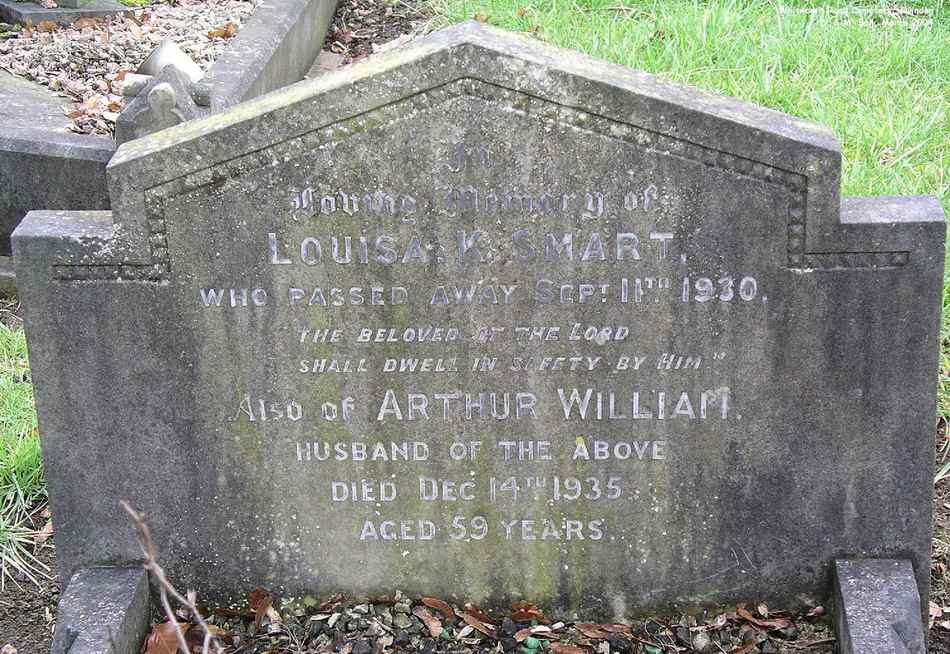 In
Loving Memory of
LOUISA. K. SMART.
WHO PASSED AWAY SEPT 11TH 1930.
THE BELOVED OF THE LORD
SHALL DWELL IN SAFETY BY HIM"
ALSO OF ARTHUR WILLIAM.
HUSBAND OF THE ABOVE
DIED DEC 14TH 1935
AGED 59 YEARS